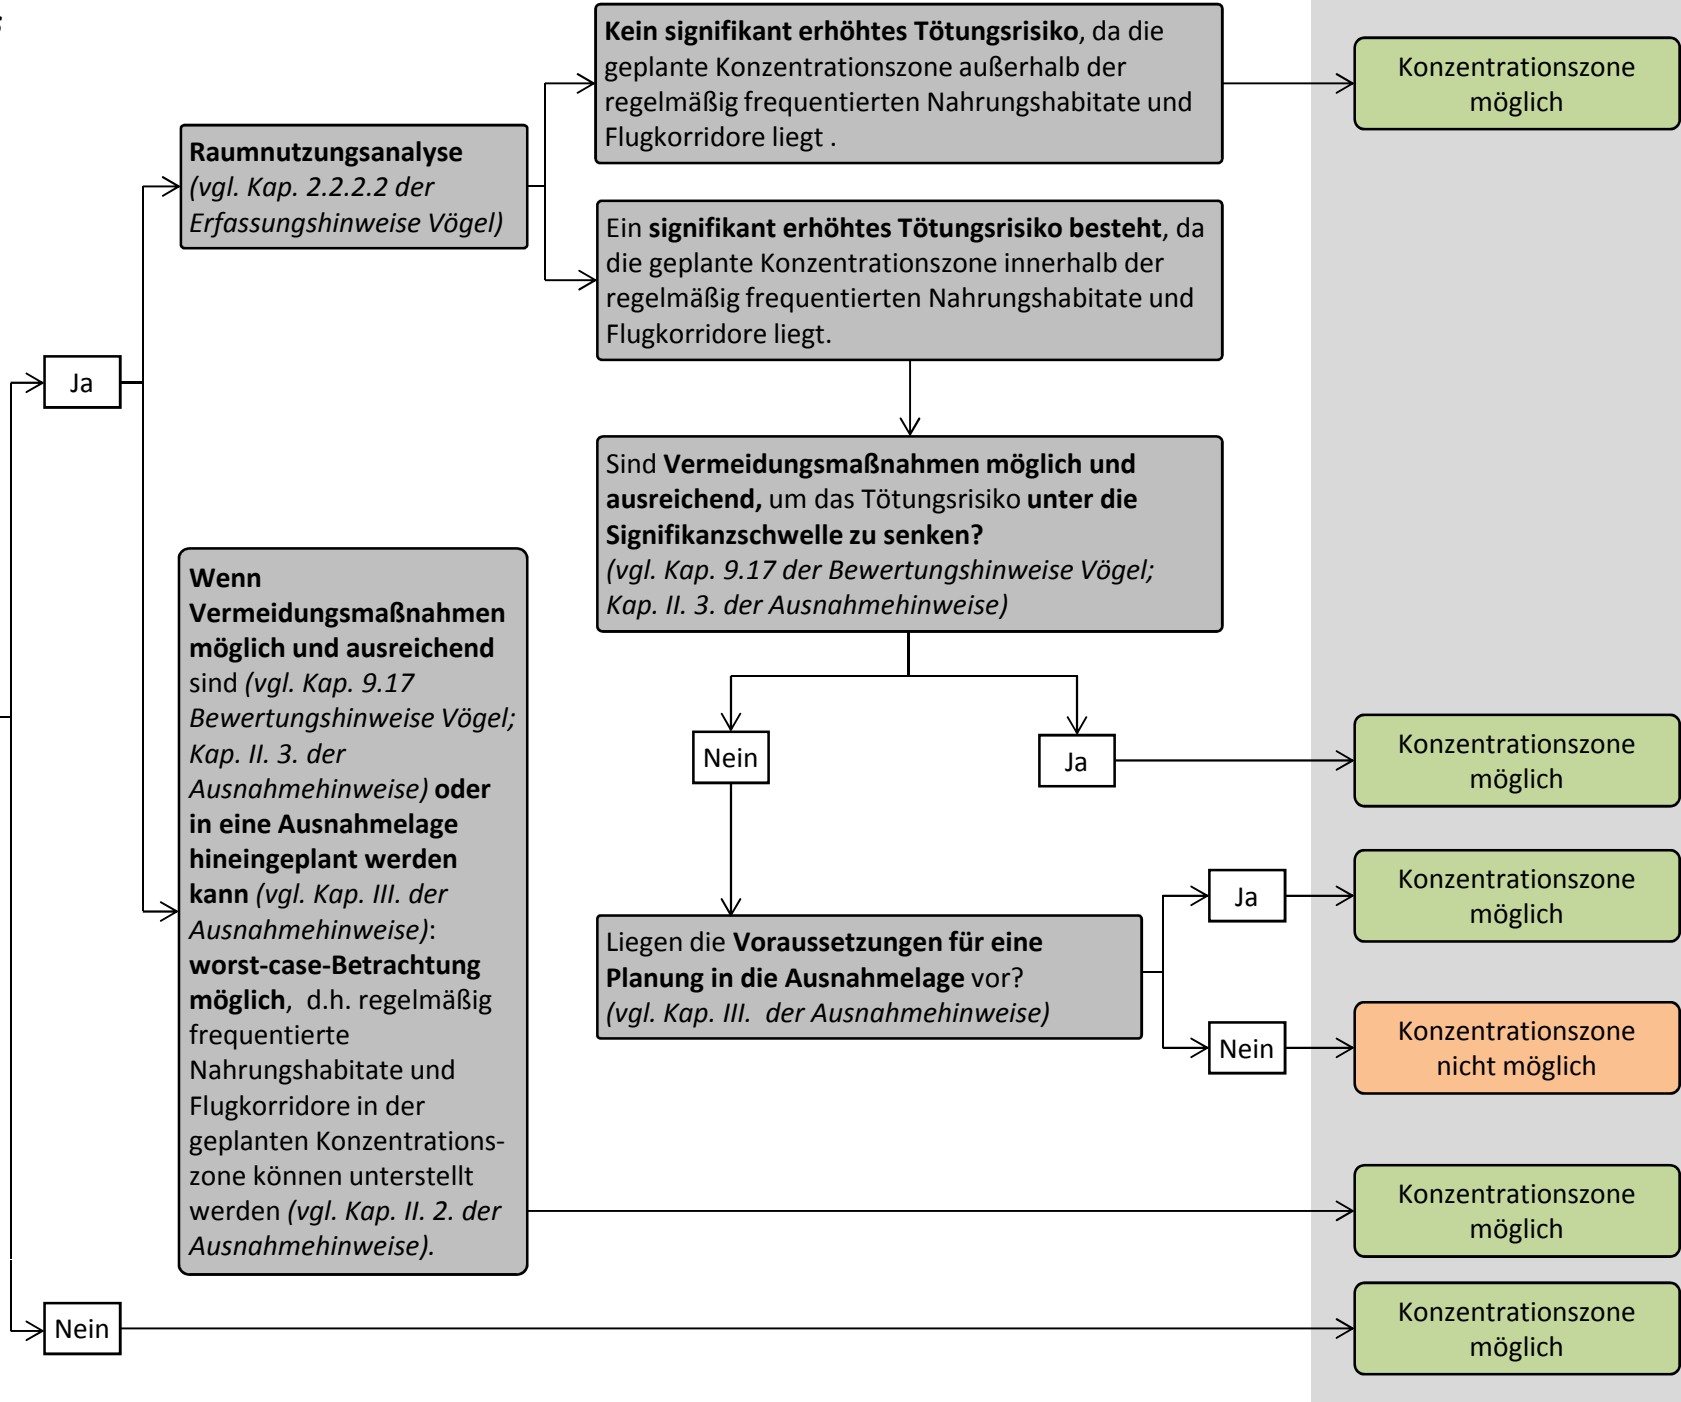 Kein signifikant erhöhtes Tötungsrisiko, da die
geplante Konzentrationszone außerhalb der
regelmäßig frequentierten Nahrungshabitate und
Flugkorridore liegt .
Konzentrationszone
möglich
Raumnutzungsanalyse
(vgl. Kap. 2.2.2.2 der
Erfassungshinweise Vögel)
Ein signifikant erhöhtes Tötungsrisiko besteht, da
die geplante Konzentrationszone innerhalb der
regelmäßig frequentierten Nahrungshabitate und
Flugkorridore liegt.
Ja
Sind Vermeidungsmaßnahmen möglich und
ausreichend, um das Tötungsrisiko unter die
Signifikanzschwelle zu senken?
(vgl. Kap. 9.17 der Bewertungshinweise Vögel;
Kap. II. 3. der Ausnahmehinweise)
Wenn
Vermeidungsmaßnahmen
möglich und ausreichend
sind (vgl. Kap. 9.17
Bewertungshinweise Vögel;
Kap. II. 3. der
Ausnahmehinweise) oder
in eine Ausnahmelage
hineingeplant werden
kann (vgl. Kap. III. der
Ausnahmehinweise):
worst-case-Betrachtung
möglich, d.h. regelmäßig
frequentierte
Nahrungshabitate und
Flugkorridore in der
geplanten Konzentrations-
zone können unterstellt
werden (vgl. Kap. II. 2. der
Ausnahmehinweise).
Nein
Ja
Konzentrationszone
möglich
Liegen die Voraussetzungen für eine
Planung in die Ausnahmelage vor?
(vgl. Kap. III. der Ausnahmehinweise)
Ja
Konzentrationszone
möglich
Nein
Konzentrationszone
nicht möglich
Konzentrationszone
möglich
Nein
Konzentrationszone
möglich